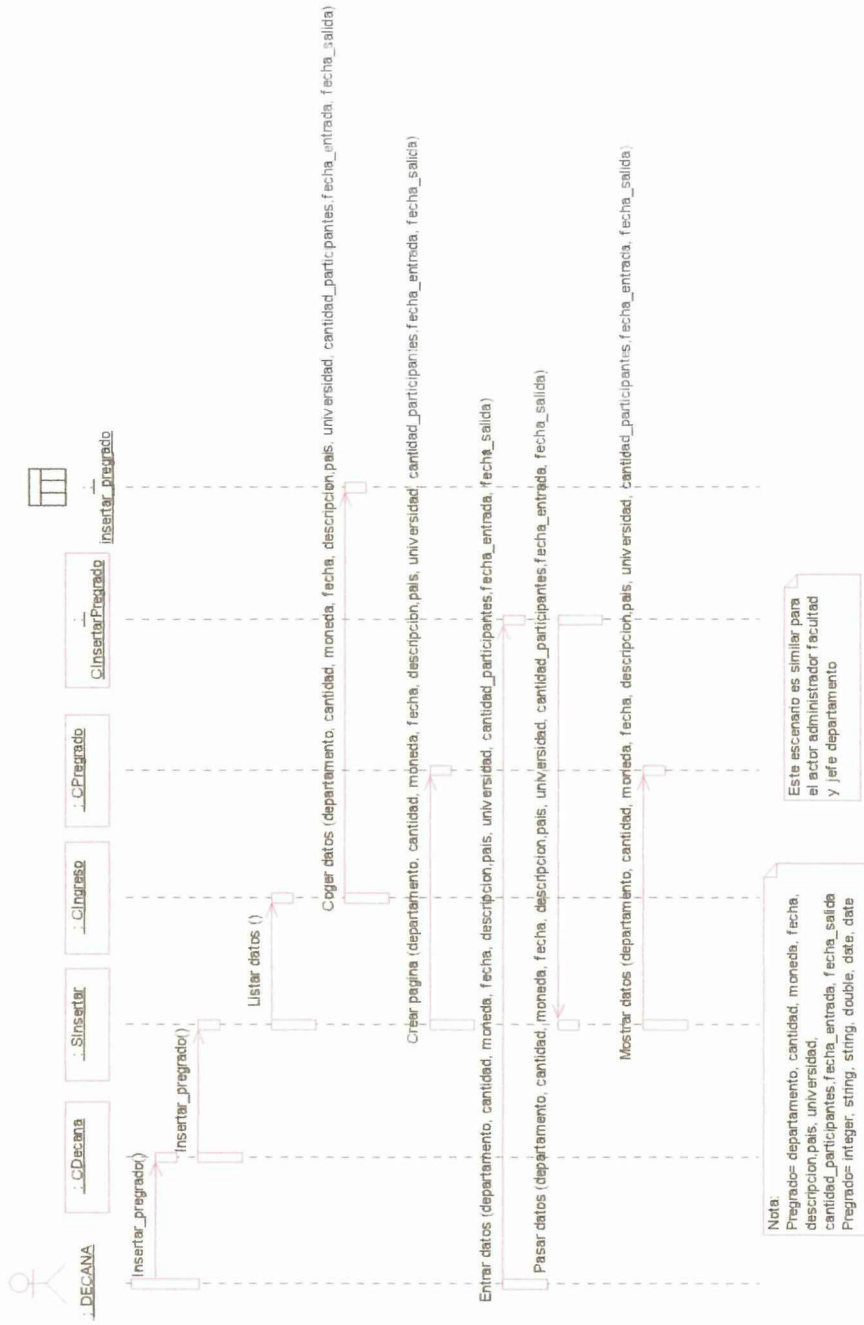 : DECANA
: CDecana
: SInsertar
: CIngreso
: CPregrado
CInsertarPregrado
insertar_pregrado
Insertar_pregrado()
Insertar_pregrado()
Listar datos ()
Coger datos (departamento, cantidad, moneda, fecha, descripcion,pais, universidad, cantidad_participantes,fecha_entrada, fecha_salida)
Crear pagina (departamento, cantidad, moneda, fecha, descripcion,pais, universidad, cantidad_participantes,fecha_entrada, fecha_salida)
Entrar datos (departamento, cantidad, moneda, fecha, descripcion,pais, universidad, cantidad_participantes,fecha_entrada, fecha_salida)
Pasar datos (departamento, cantidad, moneda, fecha, descripcion,pais, universidad, cantidad_participantes,fecha_entrada, fecha_salida)
Mostrar datos (departamento, cantidad, moneda, fecha, descripcion,pais, universidad, cantidad_participantes,fecha_entrada, fecha_salida)
Nota:
Pregrado= departamento, cantidad, moneda, fecha,
descripcion,pais, universidad,
cantidad_participantes,fecha_entrada, fecha_salida
Pregrado= integer, string, string, double, date, date
Este escenario es similar para
el actor administrador facultad
y jefe departamento